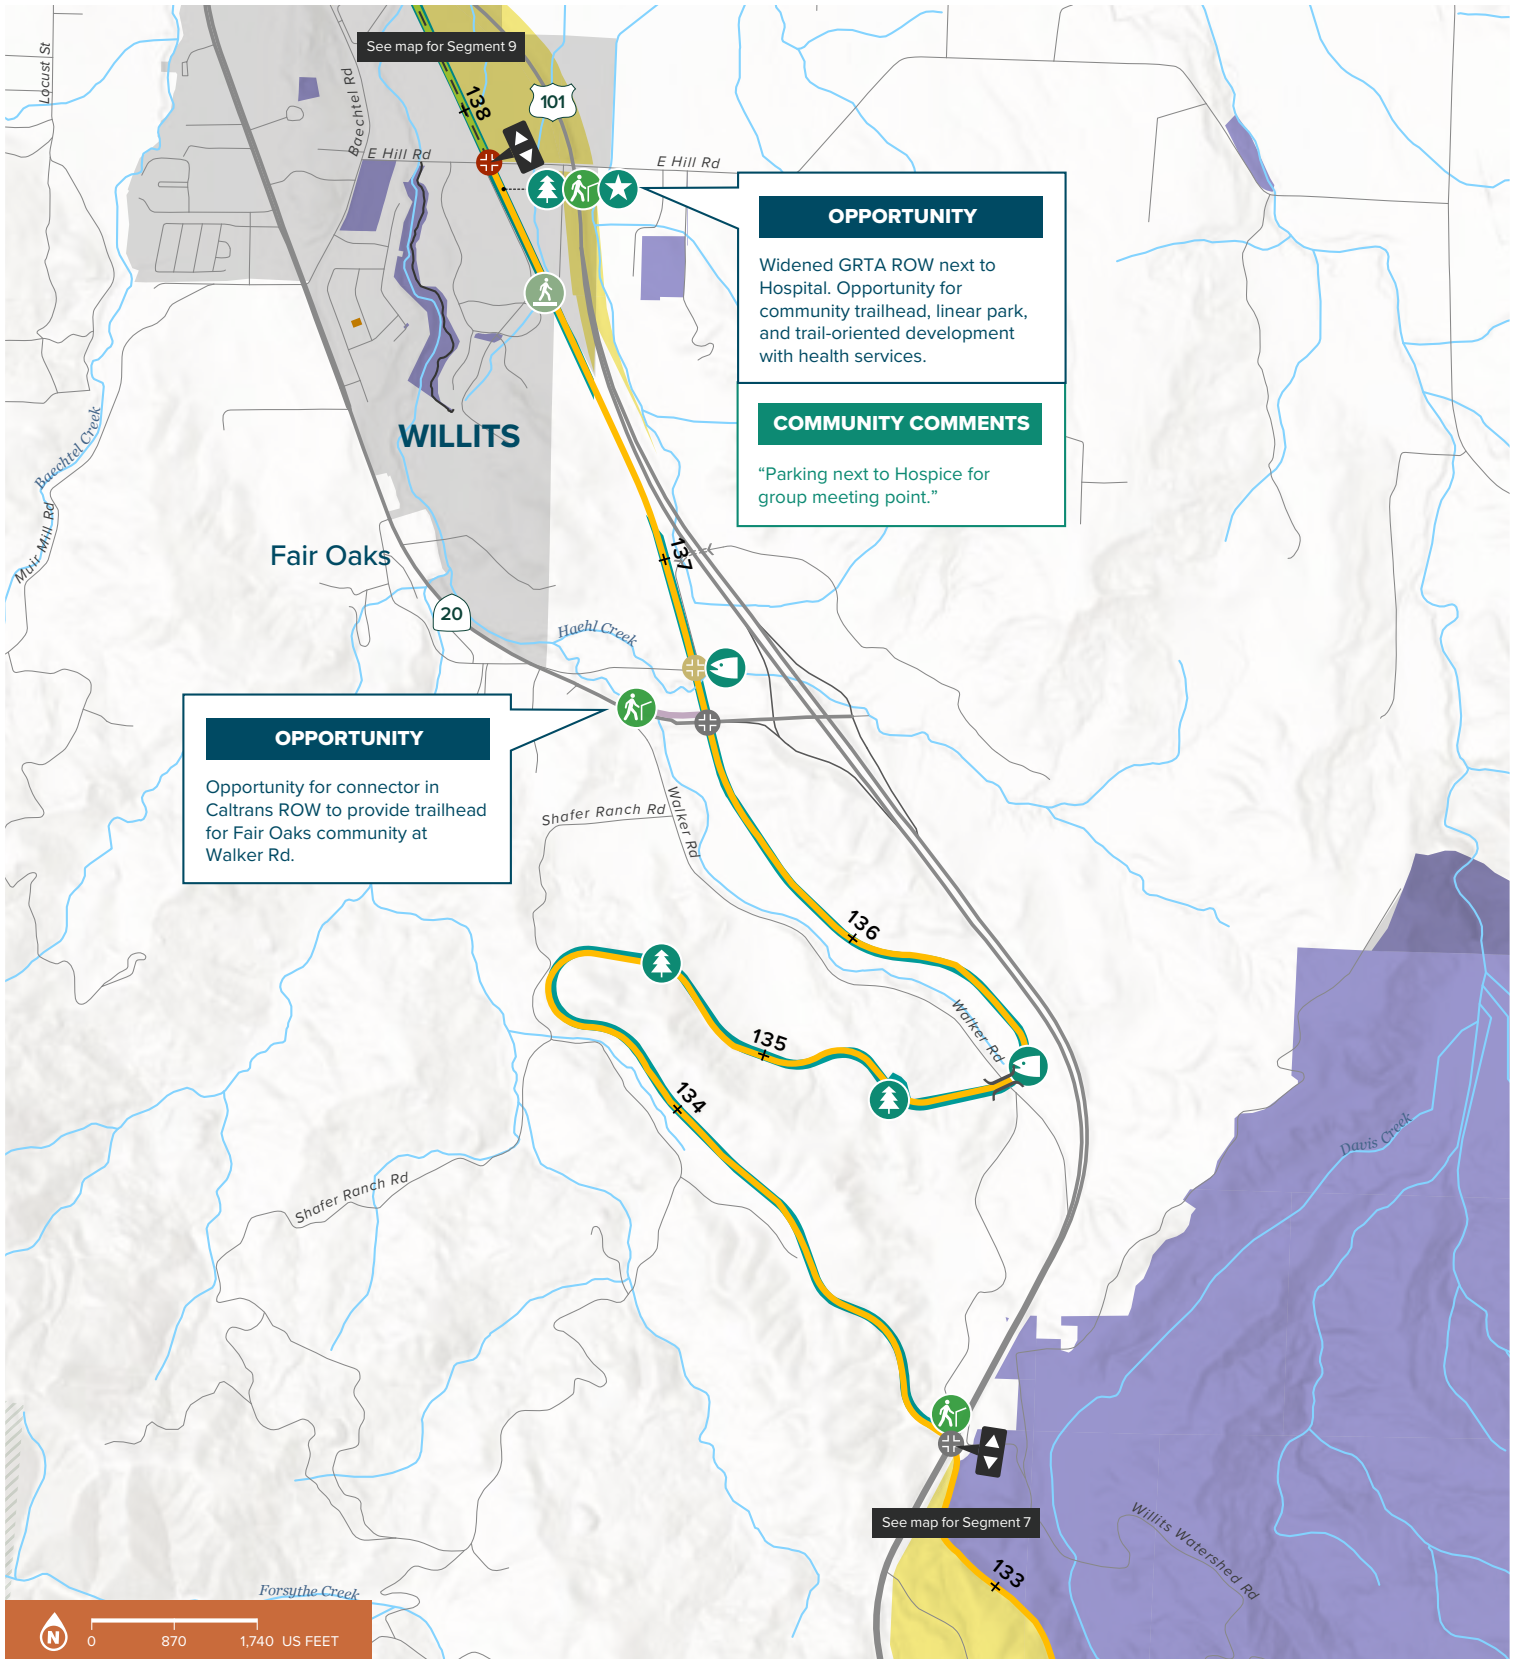 See map for Segment 9
Locust St
Baechtel Rd
138
101
E Hill Rd
E Hill Rd
OPPORTUNITY
Widened GRTA ROW next to
Hospital. Opportunity for
community trailhead, linear park,
and trail-oriented development
with health services.
COMMUNITY COMMENTS
“Parking next to Hospice for
group meeting point.”
WILLITS
Baechtel Creek
Muir Mill Rd
Fair Oaks
137
20
Haehl Creek
OPPORTUNITY
Opportunity for connector in
Caltrans ROW to provide trailhead
for Fair Oaks community at
Walker Rd.
Shafer Ranch Rd
Walker Rd
136
Walker Rd
135
134
Davis Creek
Shafer Ranch Rd
See map for Segment 7
133
Willits Watershed Rd
Forsythe Creek
N
0 870 1,740 US FEET